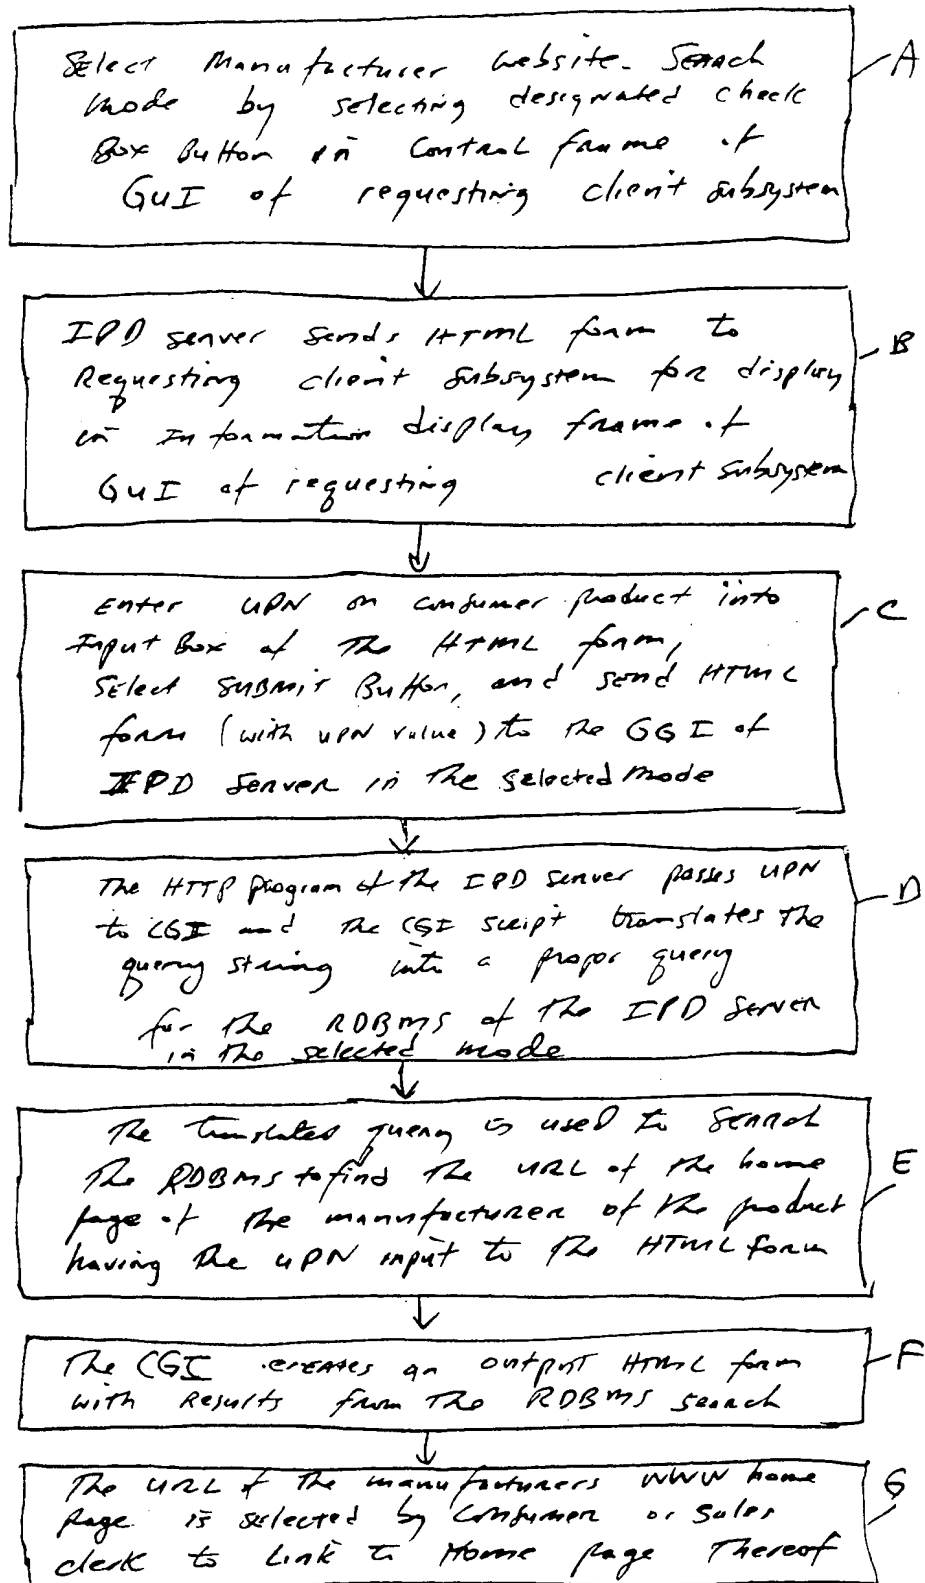 Select Manufacturer Website Search
Mode by selecting designated check
Box Button in Control frame of
GUI of requesting client subsystem
A
IPD server sends HTML form to
Requesting client subsystem for display
in Information display frame of
GUI of requesting client subsystem
B
Enter UPN on consumer product into
Input Box of the HTML form,
Select Submit Button, and send HTML
form (with UPN value) to the GGI of
IPD Server in the selected mode
C
The HTTP program of the IPD Server passes UPN
to CGI and the CGI script translates the
query string into a propor query
for the RDBMS of the IPD Server
in the selected mode
D
The translated query is used to Search
The RDBMS to find the URL of the home
page of the manufacturer of the product
having the UPN input to the HTML form
E
The CGI creates an output HTML form
with Results from the RDBMS search
F
The URL of the manufacturers WWW home
Page is selected by Consumer or Sales
clerk to Link to Home page Thereof
G